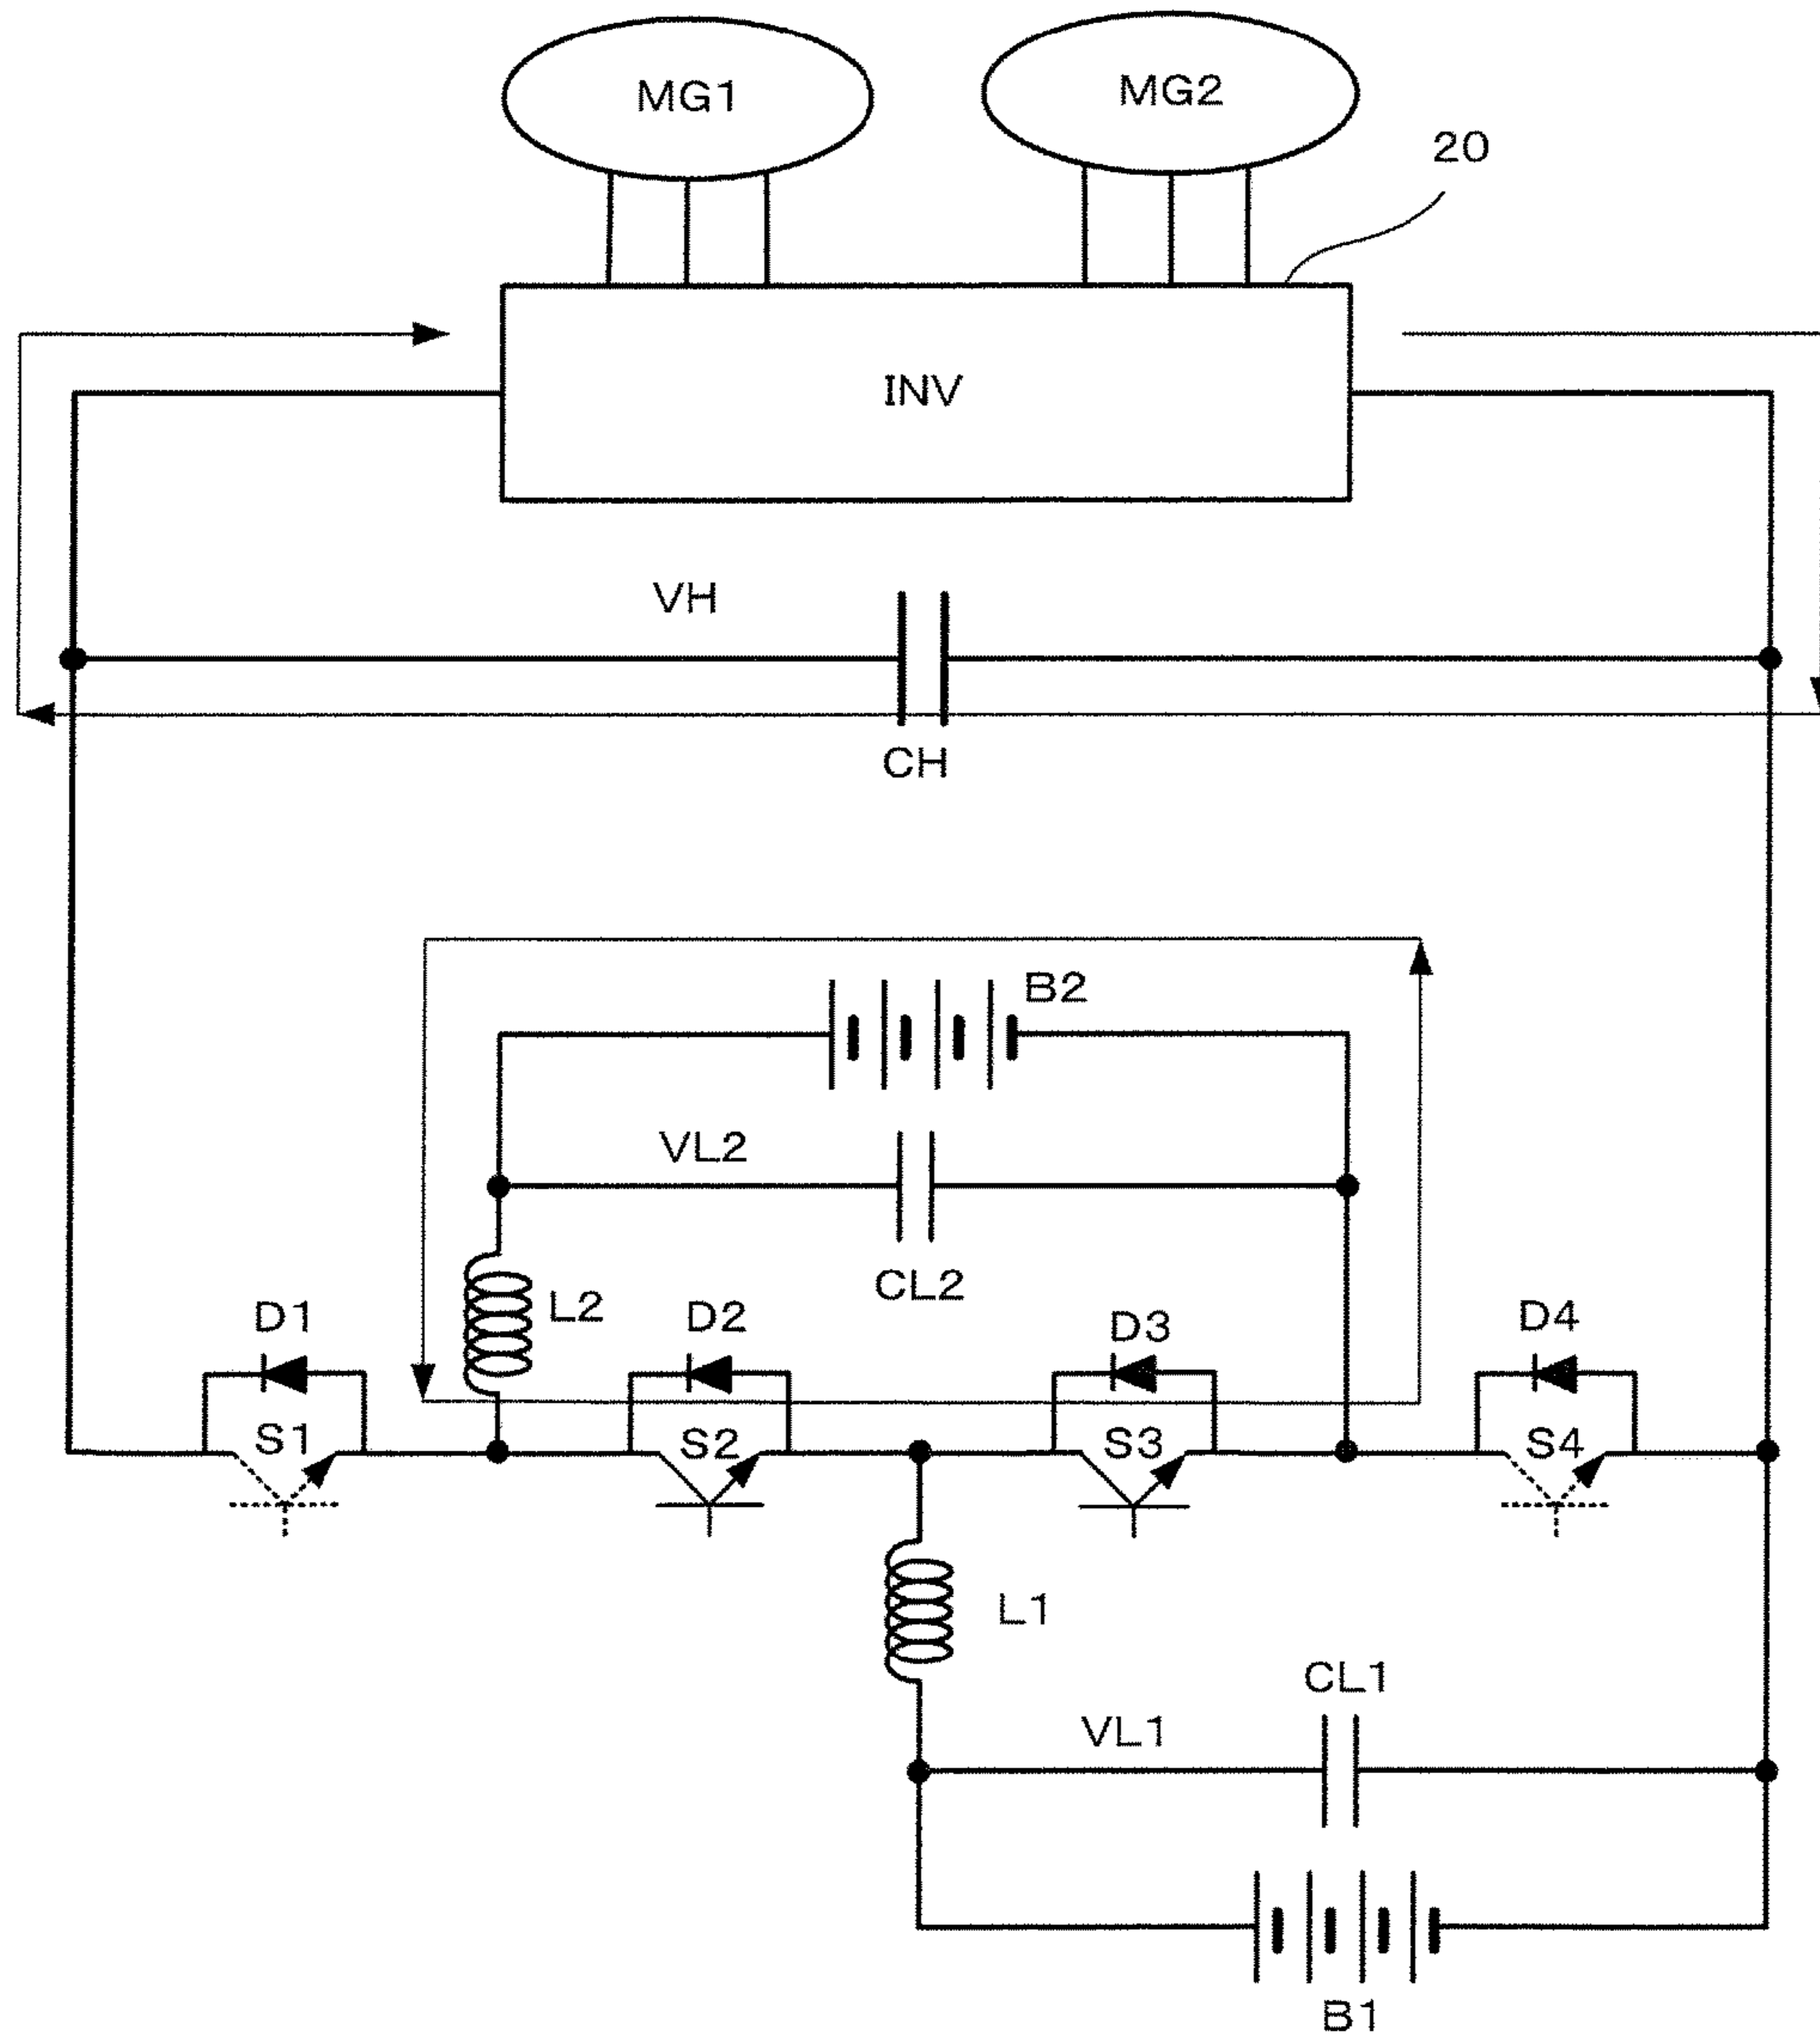 MG1
MG2
20
INV
VH
CH
B2
VL2
CL2
L2
D1
D2
D3
D4
S1
S2
S3
S4
L1
CL1
VL1
B1